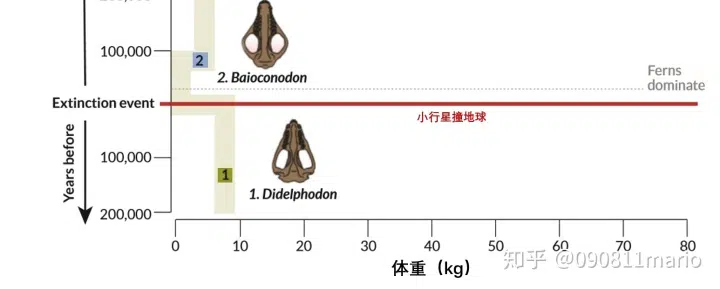 100,000
2
2. Baioconodon
Ferns
dominate
Extinction event
小行星撞地球
Years before
100,000
1
1. Didelphodon
200,000
0 10 20 30 40 50 60 70 80
体重（kg）
知乎 @090811mario